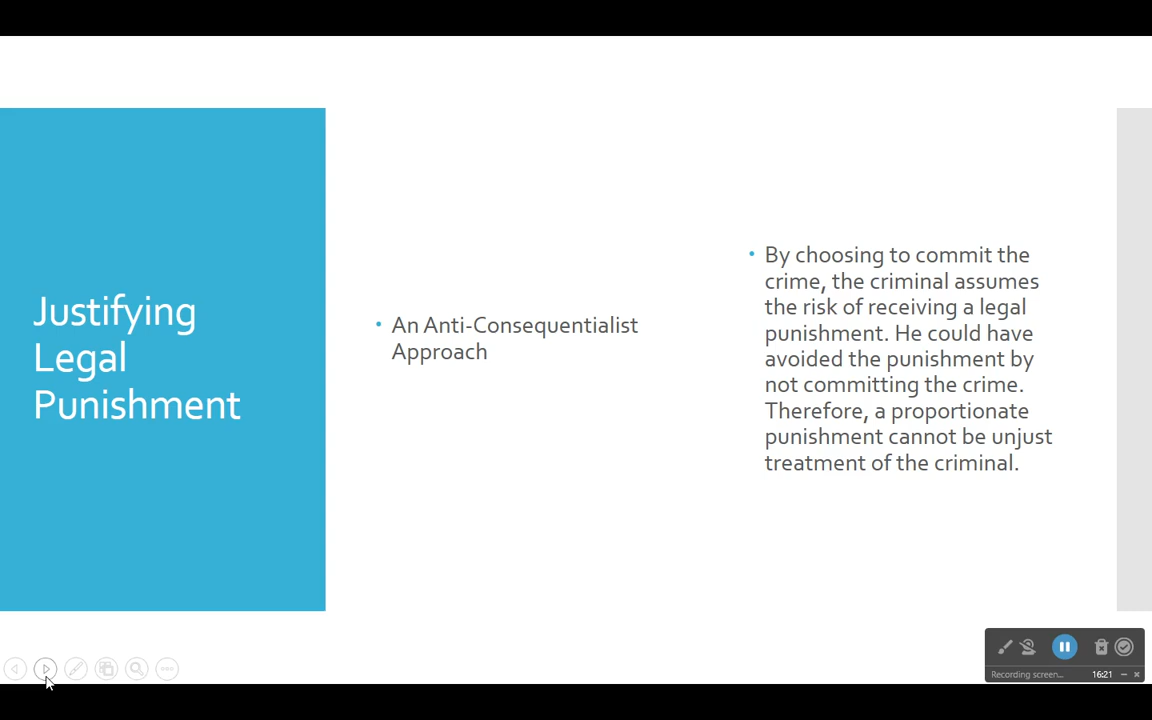 Justifying
Legal
Punishment
• An Anti-Consequentialist
Approach
• By choosing to commit the
crime, the criminal assumes
the risk of receiving a legal
punishment. He could have
avoided the punishment by
not committing the crime.
Therefore, a proportionate
punishment cannot be unjust
treatment of the criminal.
Recording screen... 16:21